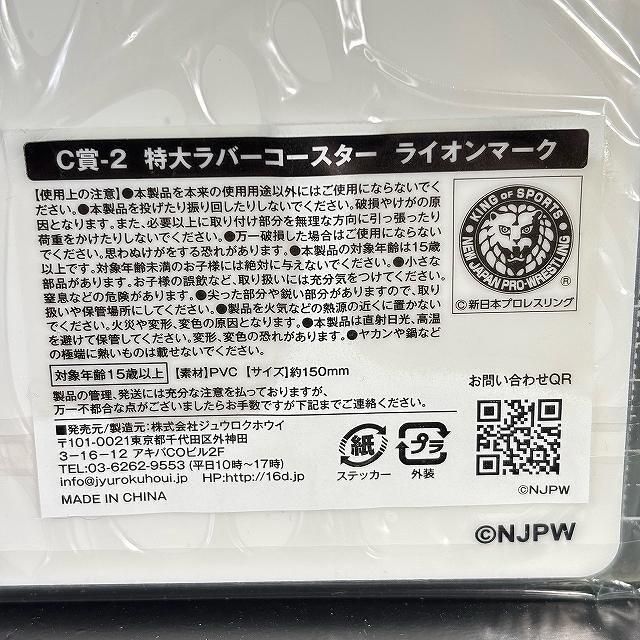 C賞-2 特大ラバーコースター ライオンマーク
【使用上の注意】●本製品を本来の使用用途以外にはご使用にならないでく
ださい。●本製品を投げたり振り回したりしないでください。破損やけがの原
因となります。また、必要以上に取り付け部分を無理な方向に引っ張ったり
荷重をかけたりしないでください。●万一破損した場合はご使用にならない
でください。思わぬけがをする恐れがあります。●本製品の対象年齢は15歳
以上です。対象年齢未満のお子様には絶対に与えないでください。●小さな
部品があります。お子様の誤飲など、取り扱いには充分気をつけてください。
窒息などの危険があります。●尖った部分や鋭い部分がありますので、取り
扱いや保管場所にしてください。●製品を火気などの熱源の近くに置かない
でください。火災や変形、変色の原因となります。●本製品は直射日光、高温
を避けて保管してください。変形、変色の恐れがあります。●ヤカンや鍋など
の極端に熱いものは載せないでください。
KING OF SPORTS
NEW JAPAN PRO-WRESTLING
®
©新日本プロレスリング
対象年齢15歳以上 【素材】PVC 【サイズ】約150mm
製品の管理、発送には充分な注意を払っておりますが、
万一不都合な点がございましたらお手数ですが下記までご連絡ください。
お問い合わせQR
■発売元/製造元:株式会社ジュウロクホウイ
〒101-0021東京都千代田区外神田
3-16-12 アキバCOビル2F
TEL:03-6262-9553 (平日10時〜17時)
info@jyurokuhoui.jp HP:http://16d.jp/
MADE IN CHINA
紙
ステッカー
プラ
外装
©NJPW
©NJPW